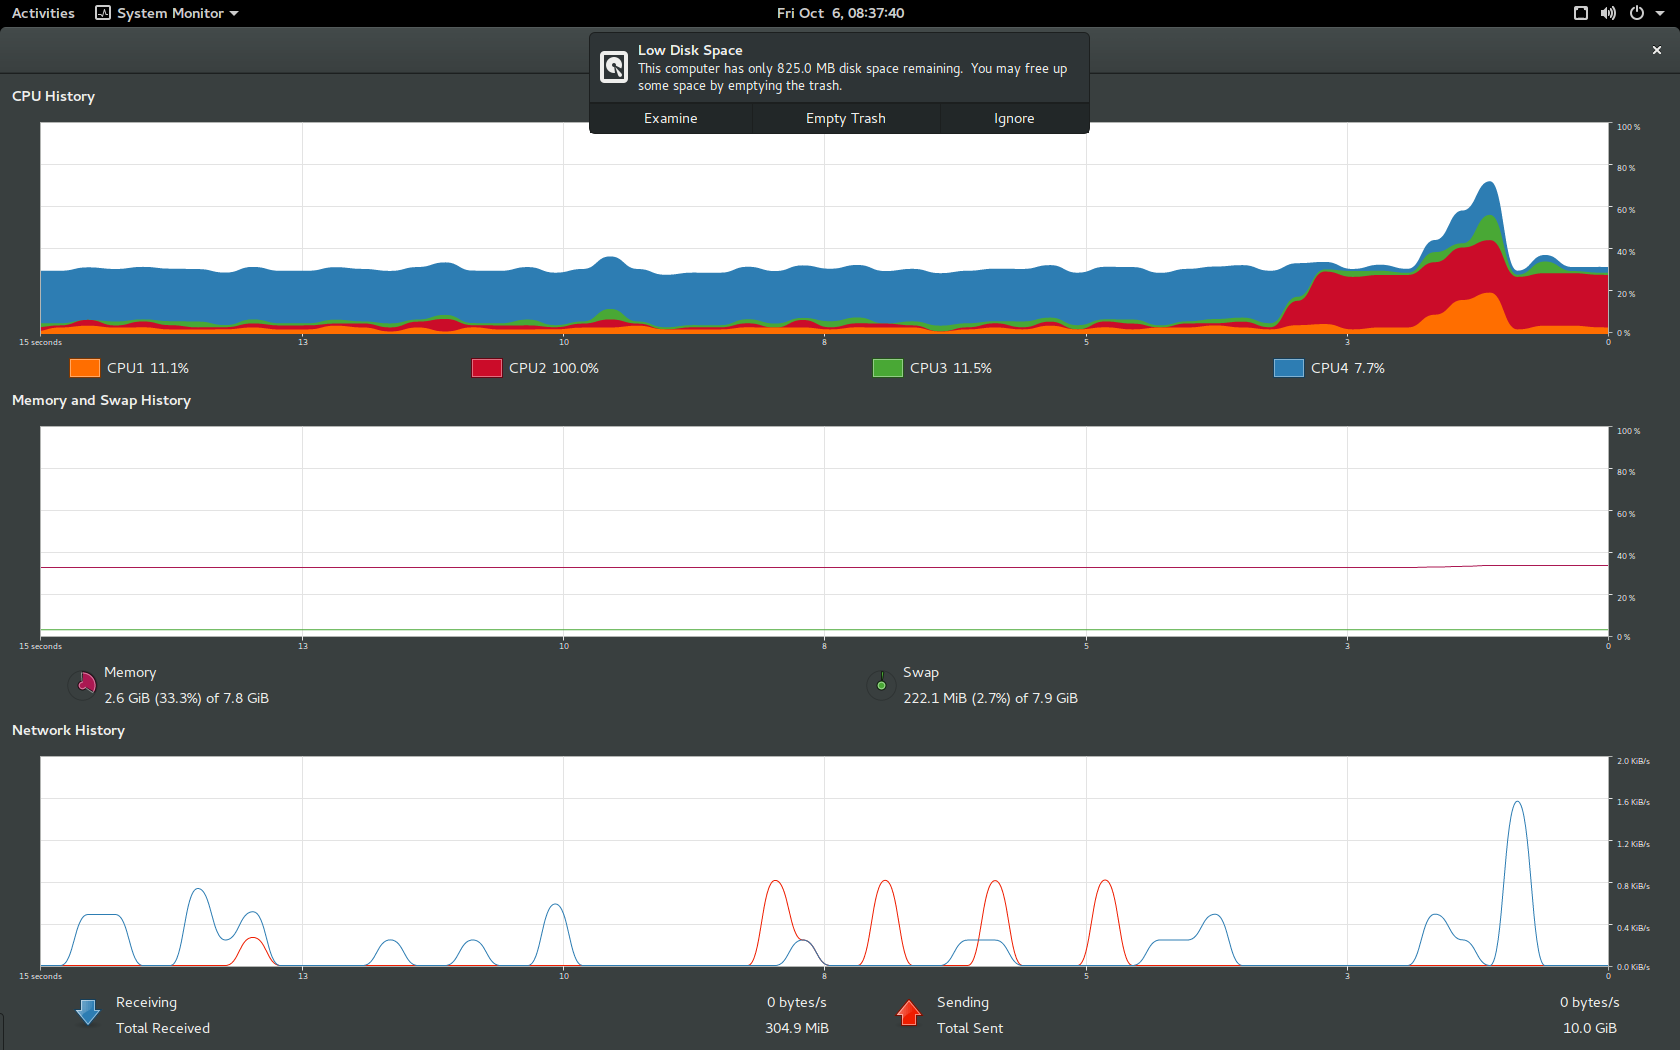 Activities System Monitor Fri Oct 6, 08:37:40
Low Disk Space
This computer has only 825.0 MB disk space remaining. You may free up
some space by emptying the trash.
Examine Empty Trash Ignore
CPU History
100 %
80 %
60 %
40 %
20 %
0 %
15 seconds 13 10 8 5 3 0
CPU1 11.1% CPU2 100.0% CPU3 11.5% CPU4 7.7%
Memory and Swap History
100 %
80 %
60 %
40 %
20 %
0 %
15 seconds 13 10 8 5 3 0
Memory Swap
2.6 GiB (33.3%) of 7.8 GiB 222.1 MiB (2.7%) of 7.9 GiB
Network History
2.0 KiB/s
1.6 KiB/s
1.2 KiB/s
0.8 KiB/s
0.4 KiB/s
0.0 KiB/s
15 seconds 13 10 8 5 3 0
Receiving 0 bytes/s Sending 0 bytes/s
Total Received 304.9 MiB Total Sent 10.0 GiB